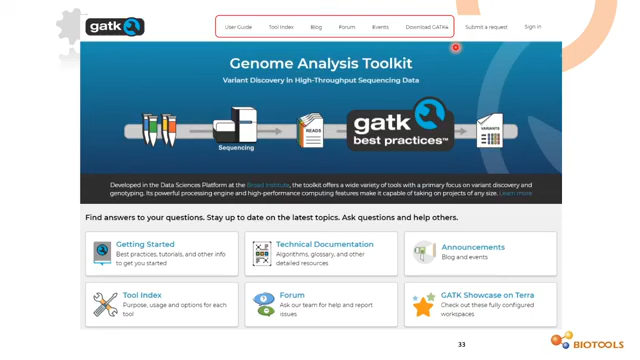 gatk
User Guide Tool Index Blog Forum Events Download GATK4 Submit a request Sign in
Genome Analysis Toolkit
Variant Discovery in High-Throughput Sequencing Data
Sequencing
READS
gatk
best practices™
VARIANTS
Developed in the Data Sciences Platform at the Broad Institute, the toolkit offers a wide variety of tools with a primary focus on variant discovery and
genotyping. Its powerful processing engine and high-performance computing features make it capable of taking on projects of any size. Learn more
Find answers to your questions. Stay up to date on the latest topics. Ask questions and help others.
Getting Started
Best practices, tutorials, and other info
to get you started
Technical Documentation
Algorithms, glossary, and other
detailed resources
Announcements
Blog and events
Tool Index
Purpose, usage and options for each
tool
Forum
Ask our team for help and report
issues
GATK Showcase on Terra
Check out these fully configured
workspaces
33
BIOTOOLS